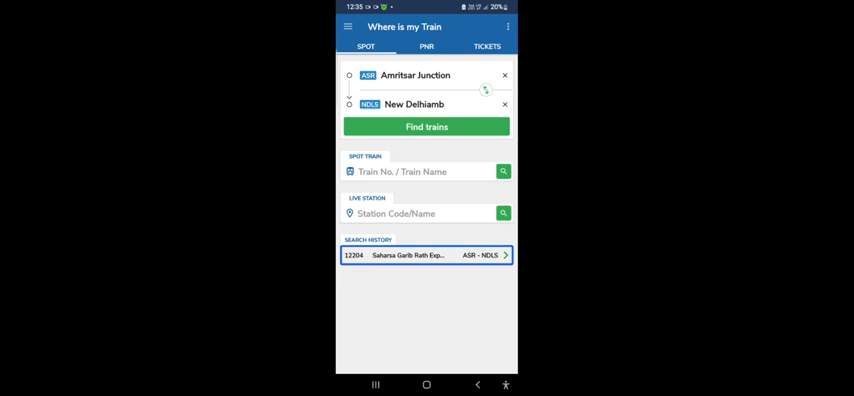 12:35 20%
Where is my Train
SPOT PNR TICKETS
ASR Amritsar Junction ×
NDLS New Delhiamb ×
Find trains
SPOT TRAIN
Train No. / Train Name
LIVE STATION
Station Code/Name
SEARCH HISTORY
12204 Saharsa Garib Rath Exp... ASR - NDLS